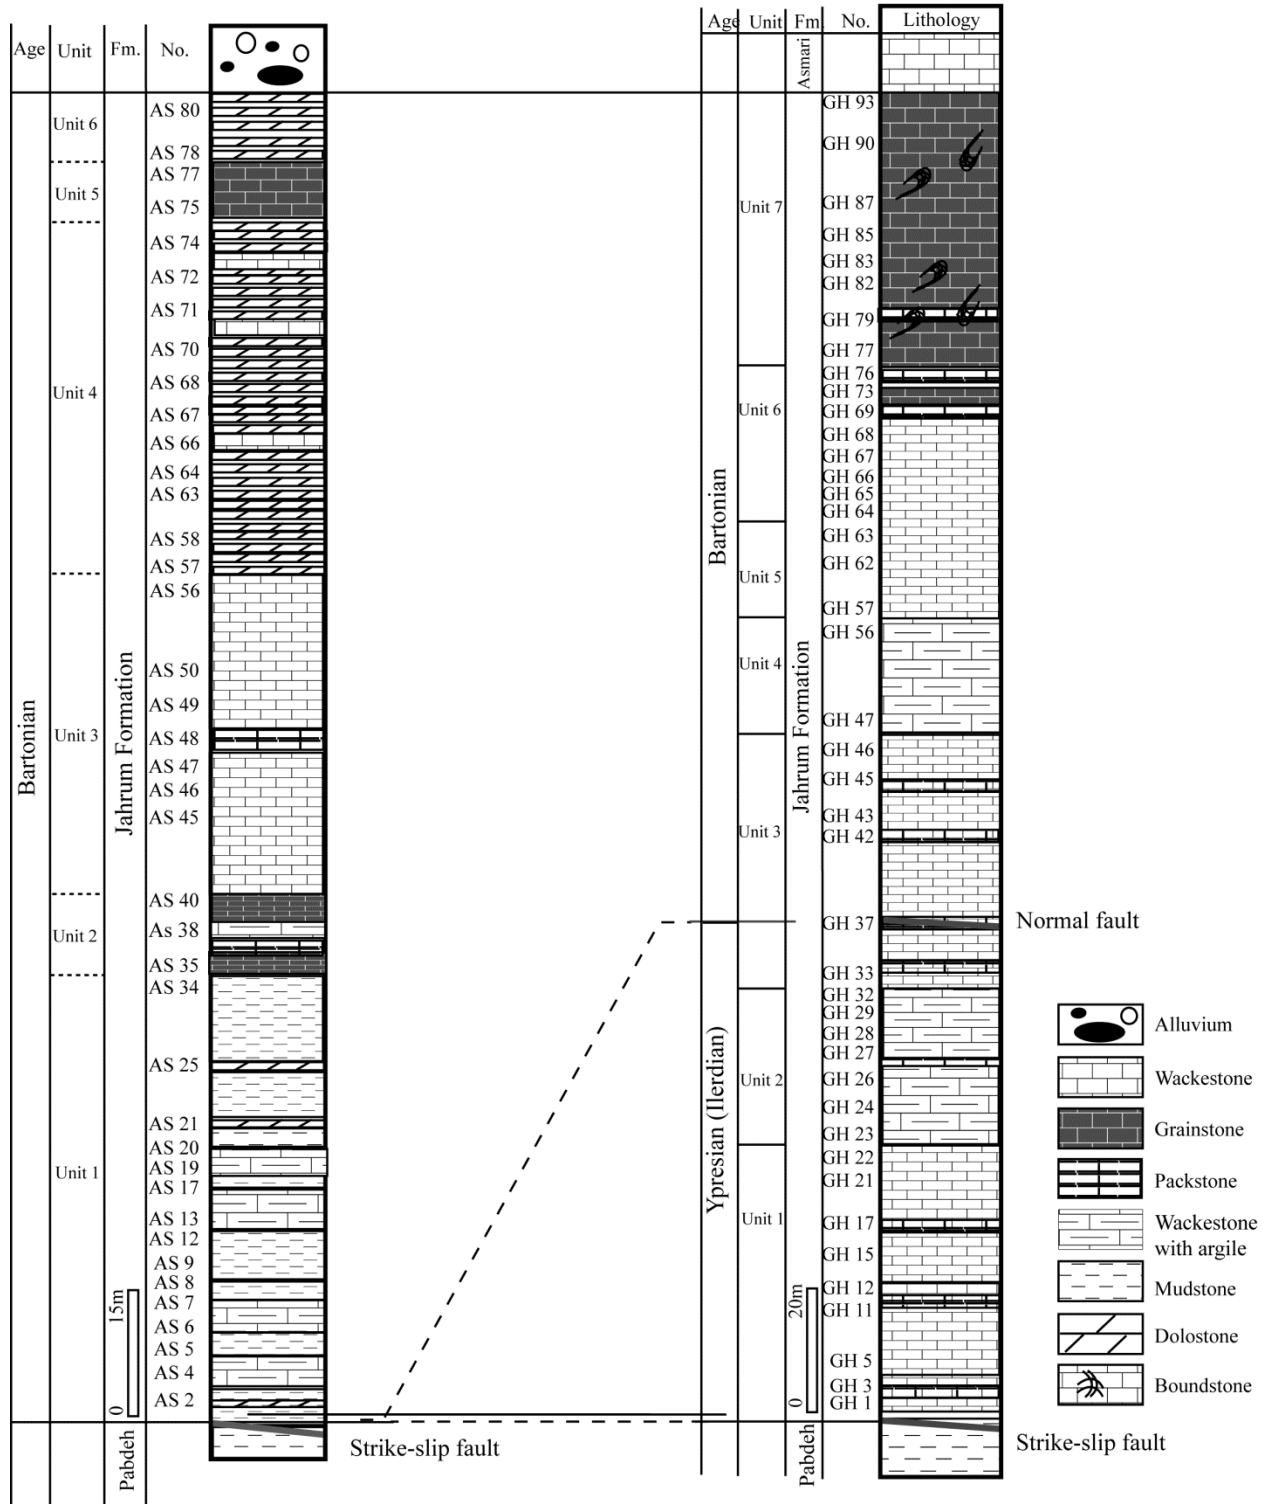 Age
Unit
Fm.
No.
AS 80
Unit 6
AS 78
AS 77
Unit 5
AS 75
AS 74
AS 72
AS 71
AS 70
AS 68
Unit 4
AS 67
AS 66
AS 64
AS 63
AS 58
AS 57
AS 56
AS 50
AS 49
Unit 3
AS 48
AS 47
AS 46
AS 45
Bartonian
Jahrum Formation
AS 40
As 38
Unit 2
AS 35
AS 34
AS 25
AS 21
AS 20
AS 19
Unit 1
AS 17
AS 13
AS 12
AS 9
AS 8
AS 7
AS 6
AS 5
AS 4
AS 2
15m
0
Pabdeh
Strike-slip fault
Age
Unit
Fm.
No.
Lithology
Asmari
GH 93
GH 90
GH 87
Unit 7
GH 85
GH 83
GH 82
GH 79
GH 77
GH 76
GH 73
GH 69
Unit 6
GH 68
GH 67
GH 66
GH 65
GH 64
GH 63
GH 62
Unit 5
GH 57
GH 56
Unit 4
GH 47
GH 46
GH 45
GH 43
GH 42
Unit 3
Bartonian
Jahrum Formation
GH 37
Normal fault
GH 33
GH 32
GH 29
GH 28
GH 27
GH 26
Unit 2
GH 24
GH 23
GH 22
GH 21
GH 17
Unit 1
GH 15
GH 12
GH 11
GH 5
GH 3
GH 1
Ypresian (Ilerdian)
20m
0
Pabdeh
Strike-slip fault
Alluvium
Wackestone
Grainstone
Packstone
Wackestone
with argile
Mudstone
Dolostone
Boundstone